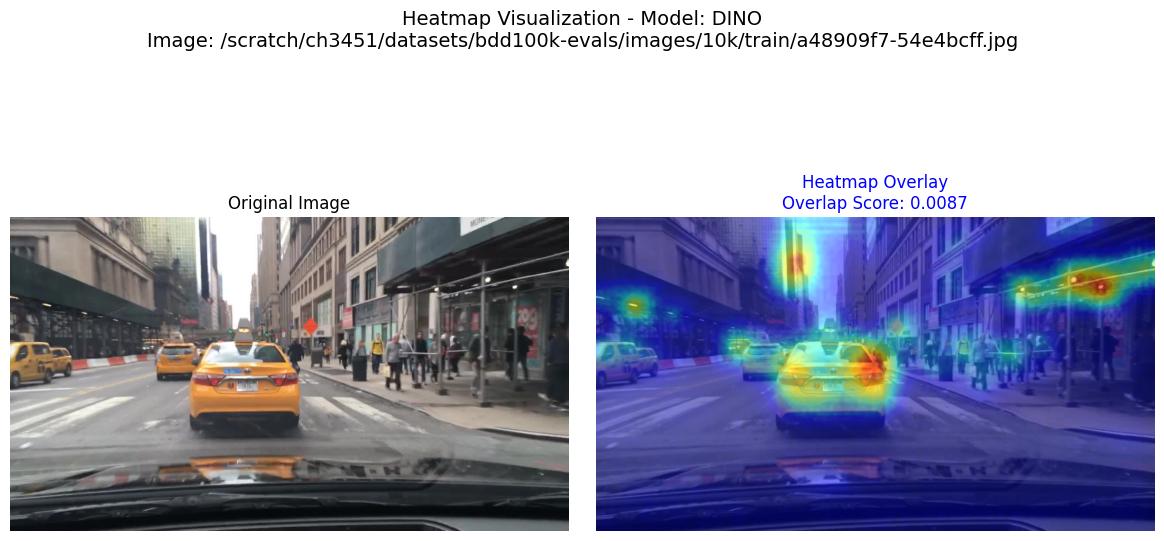 Heatmap Visualization - Model: DINO
Image: /scratch/ch3451/datasets/bdd100k-evals/images/10k/train/a48909f7-54e4bcff.jpg
Original Image
Heatmap Overlay
Overlap Score: 0.0087